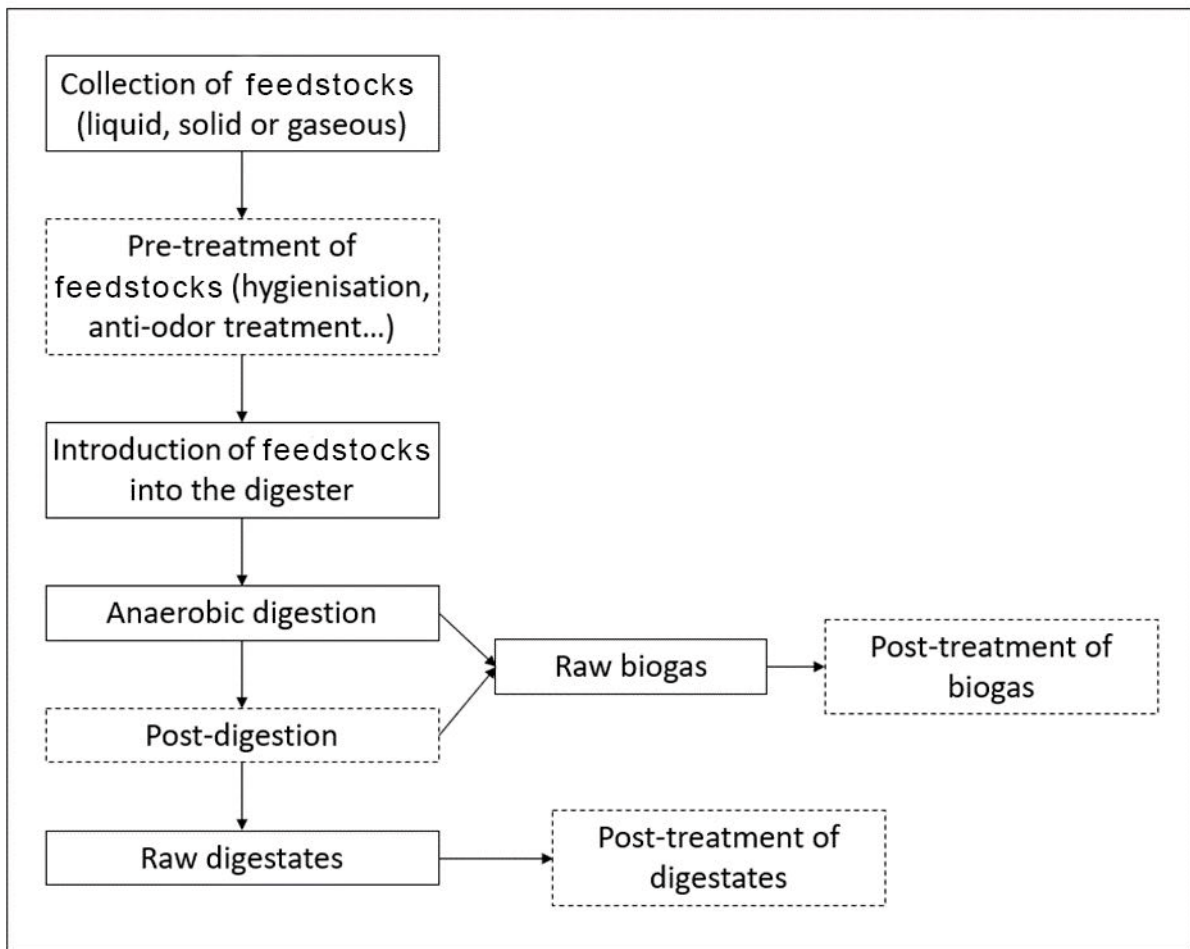 Collection of feedstocks
(liquid, solid or gaseous)
Pre-treatment of
feedstocks (hygienisation,
anti-odor treatment...)
Introduction of feedstocks
into the digester
Anaerobic digestion
Raw biogas
Post-treatment of
biogas
Post-digestion
Raw digestates
Post-treatment of
digestates